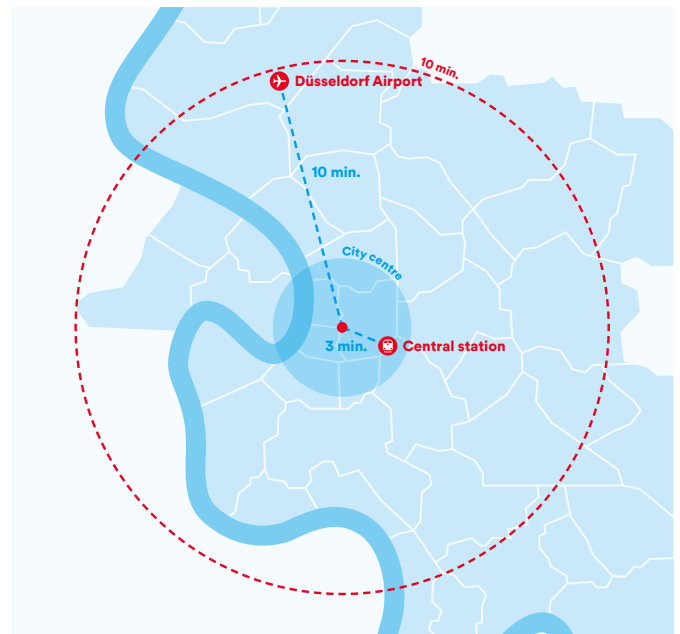 10 min.
Düsseldorf Airport
10 min.
City centre
3 min.
Central station